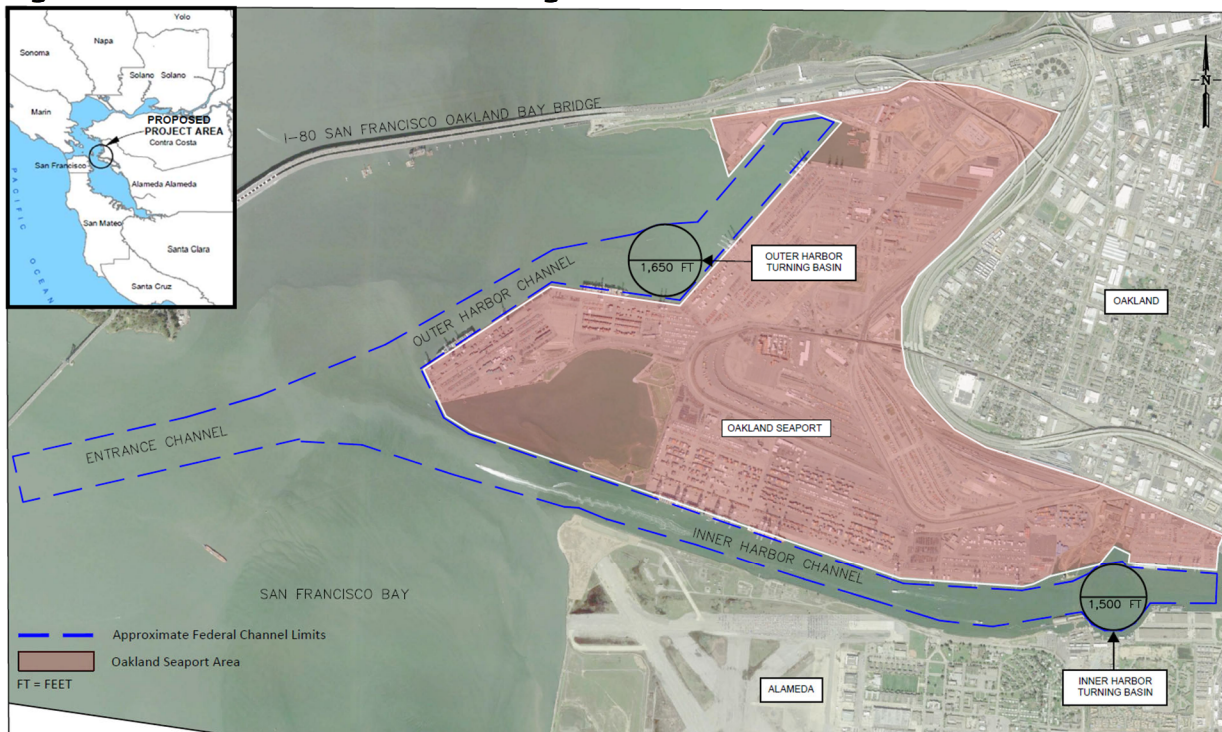 Yolo
Napa
Sonoma
Solano
Solano
Marin
PROPOSED
PROJECT AREA
Contra Costa
San Francisco
Alameda Alameda
San Mateo
Santa Clara
Santa Cruz
PACIFIC OCEAN
N
I-80 SAN FRANCISCO OAKLAND BAY BRIDGE
1,650 FT
OUTER HARBOR
TURNING BASIN
OUTER HARBOR CHANNEL
OAKLAND
ENTRANCE CHANNEL
OAKLAND SEAPORT
INNER HARBOR CHANNEL
SAN FRANCISCO BAY
1,500 FT
Approximate Federal Channel Limits
Oakland Seaport Area
FT = FEET
ALAMEDA
INNER HARBOR
TURNING BASIN